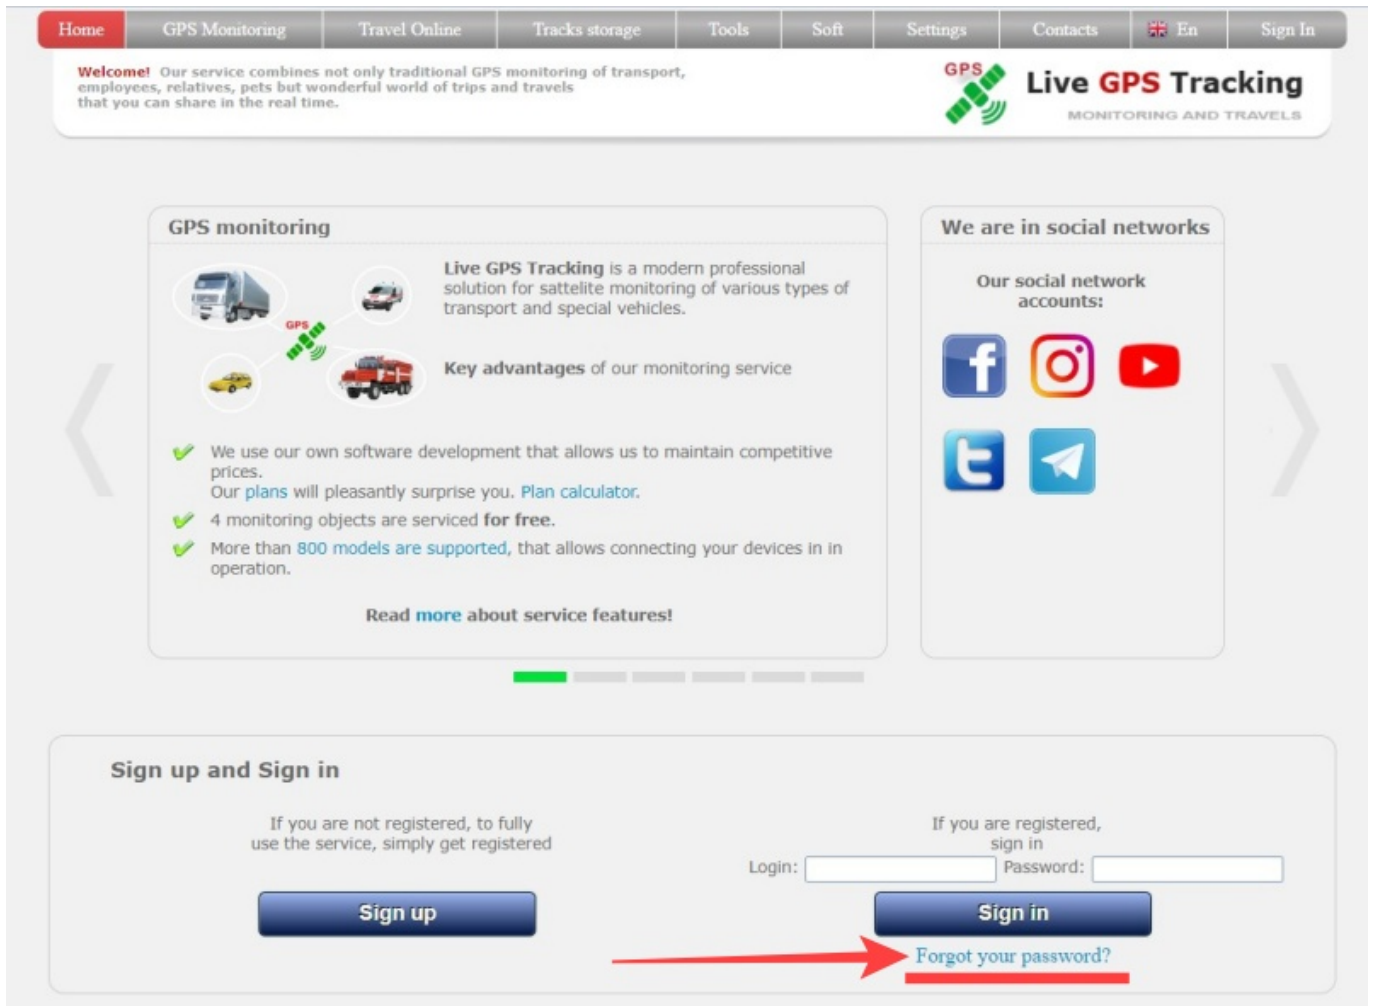 Home GPS Monitoring Travel Online Tracks storage Tools Soft Settings Contacts En Sign In
Welcome! Our service combines not only traditional GPS monitoring of transport,
employees, relatives, pets but wonderful world of trips and travels
that you can share in the real time.
GPS
Live GPS Tracking
MONITORING AND TRAVELS
GPS monitoring
Live GPS Tracking is a modern professional
solution for sattelite monitoring of various types of
transport and special vehicles.
GPS
Key advantages of our monitoring service
We use our own software development that allows us to maintain competitive
prices.
Our plans will pleasantly surprise you. Plan calculator.
4 monitoring objects are serviced for free.
More than 800 models are supported, that allows connecting your devices in in
operation.
Read more about service features!
We are in social networks
Our social network
accounts:
Sign up and Sign in
If you are not registered, to fully
use the service, simply get registered
Sign up
If you are registered,
sign in
Login: Password:
Sign in
Forgot your password?